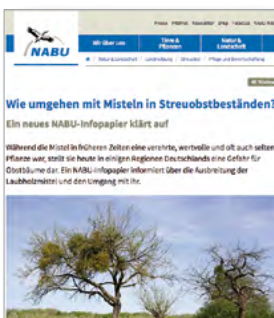 Presse Newsletter Shop
NABU
Wir über uns
Tiere &
Pflanzen
Natur &
Landschaft
Wie umgehen mit Misteln in Streuobstbeständen?
Ein neues NABU-Infopapier klärt auf
Während die Mistel in früheren Zeiten eine verehrte, wertvolle und oft auch seltene
Pflanze war, stellt sie heute in einigen Regionen Deutschlands eine Gefahr für
Obstbäume dar. Ein NABU-Infopapier informiert über die Ausbreitung der
Laubholzmistel und den Umgang mit ihr.